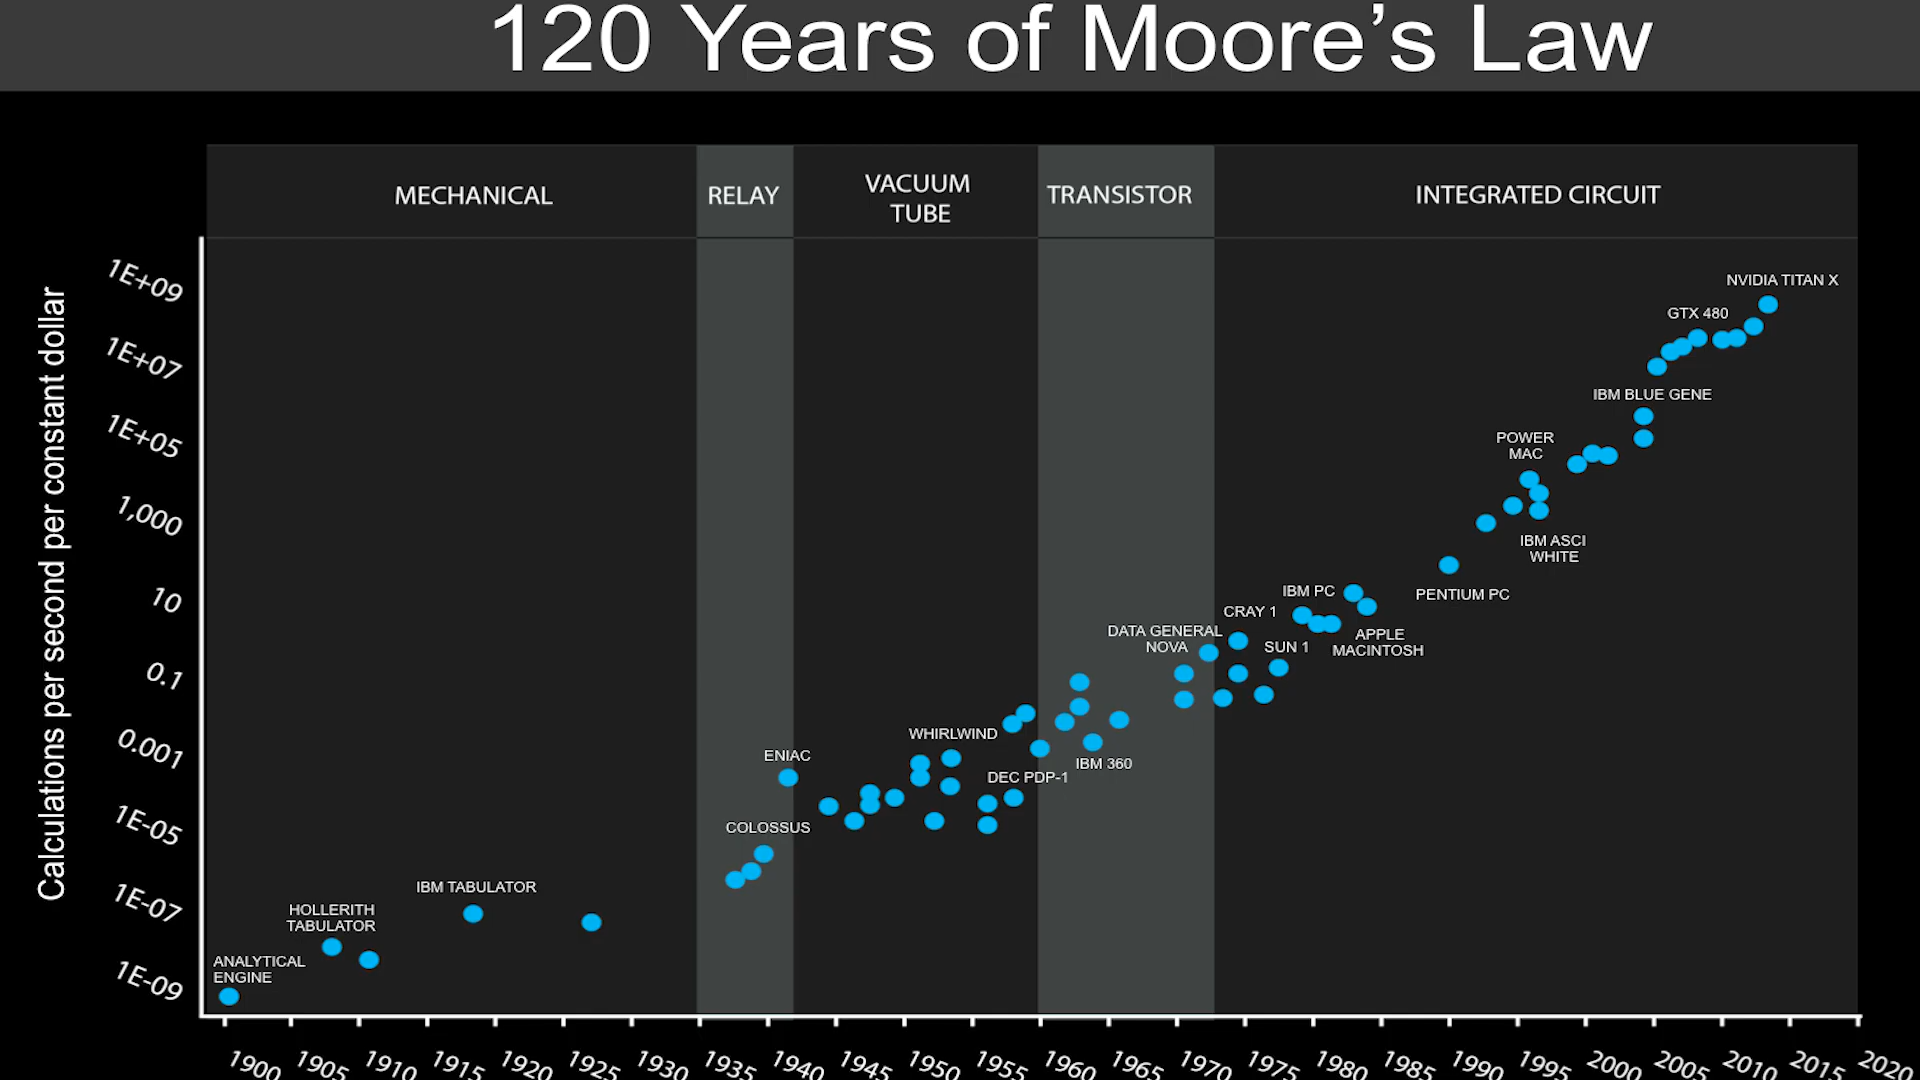 120 Years of Moore's Law
MECHANICAL
RELAY
VACUUM
TUBE
TRANSISTOR
INTEGRATED CIRCUIT
Calculations per second per constant dollar
1E+09
1E+07
1E+05
1,000
10
0.1
0.001
1E-05
1E-07
1E-09
NVIDIA TITAN X
GTX 480
IBM BLUE GENE
POWER
MAC
IBM ASCI
WHITE
PENTIUM PC
IBM PC
CRAY 1
APPLE
MACINTOSH
DATA GENERAL
NOVA
SUN 1
WHIRLWIND
ENIAC
IBM 360
DEC PDP-1
COLOSSUS
IBM TABULATOR
HOLLERITH
TABULATOR
ANALYTICAL
ENGINE
1900
1905
1910
1915
1920
1925
1930
1935
1940
1945
1950
1955
1960
1965
1970
1975
1980
1985
1990
1995
2000
2005
2010
2015
2020